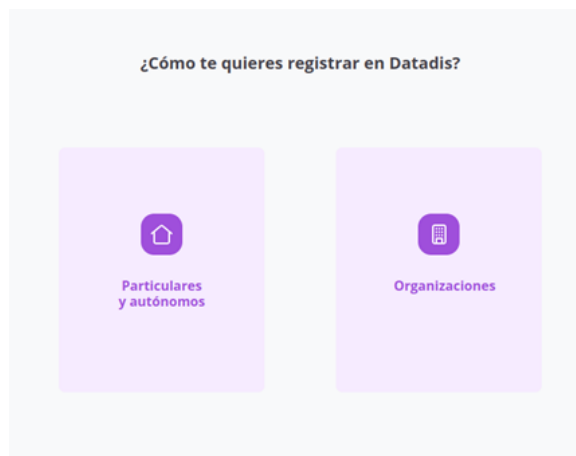 ¿Cómo te quieres registrar en Datadis?
Particulares
y autónomos
Organizaciones